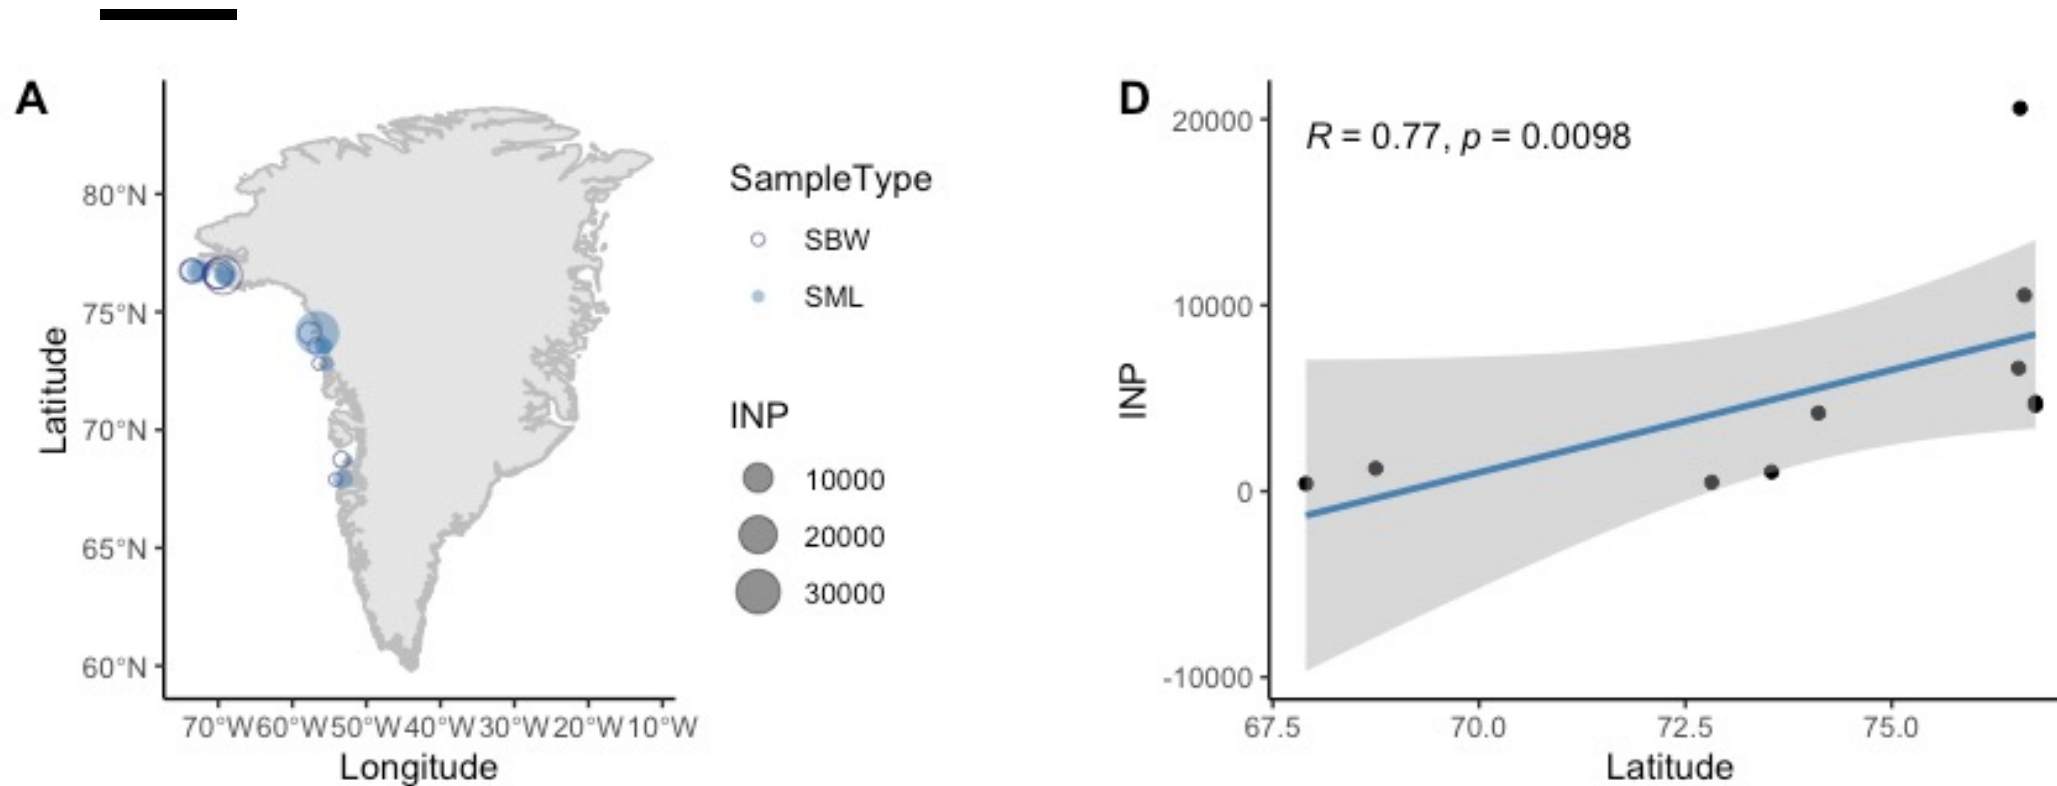 A
80°N
75°N
70°N
65°N
60°N
Latitude
70°W60°W50°W40°W30°W20°W10°W
Longitude
SampleType
SBW
SML
INP
10000
20000
30000
D
R = 0.77, p = 0.0098
20000
10000
0
-10000
INP
67.5 70.0 72.5 75.0
Latitude